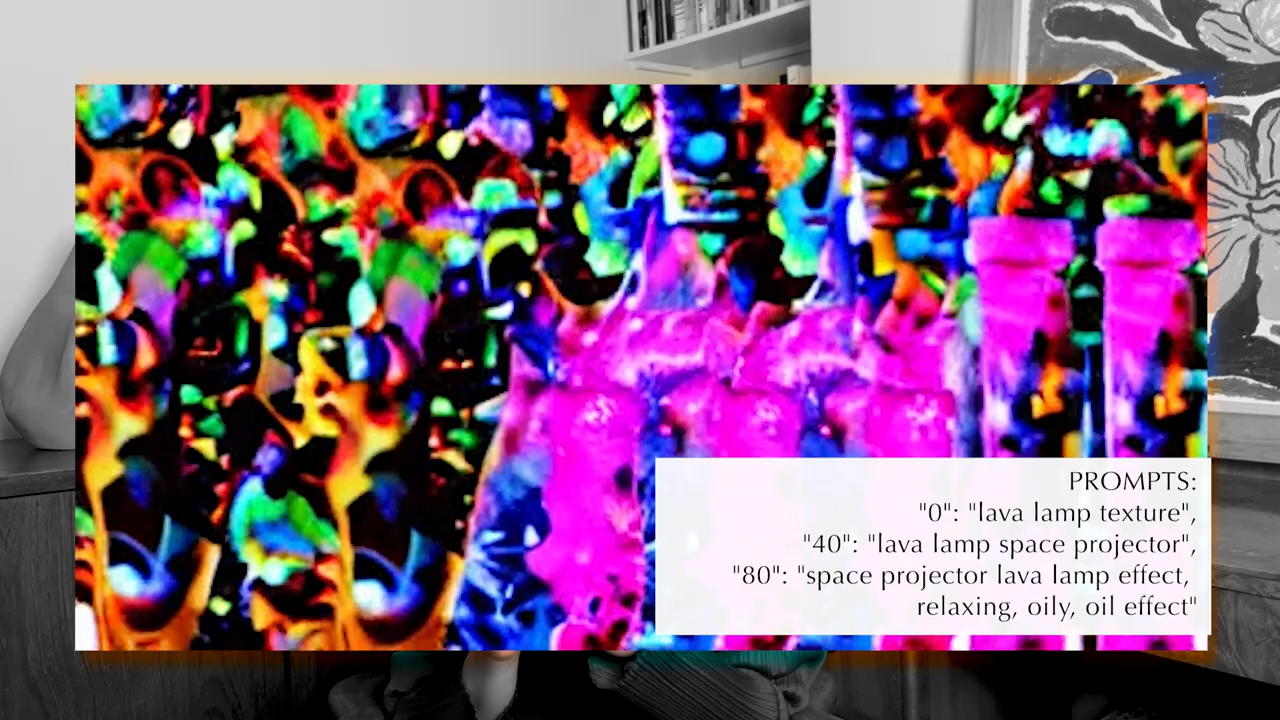 PROMPTS:
"0": "lava lamp texture",
"40": "lava lamp space projector",
"80": "space projector lava lamp effect,
relaxing, oily, oil effect"